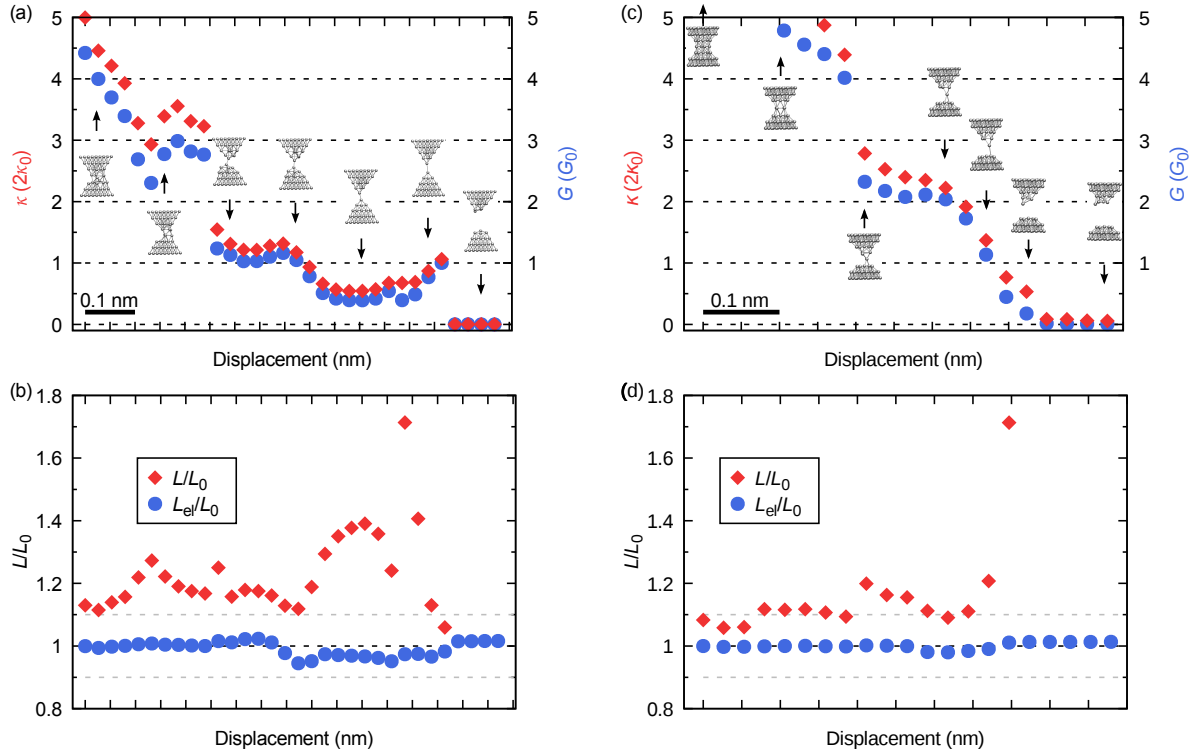 (a)
5
4
3
2
1
0
κ (2κ0)
5
4
3
2
1
G (G0)
0.1 nm
Displacement (nm)
(c)
5
4
3
2
1
0
κ (2κ0)
5
4
3
2
1
G (G0)
0.1 nm
Displacement (nm)
(b)
1.8
1.6
1.4
1.2
1
0.8
L/L0
L/L0
Lel/L0
Displacement (nm)
(d)
1.8
1.6
1.4
1.2
1
0.8
L/L0
L/L0
Lel/L0
Displacement (nm)